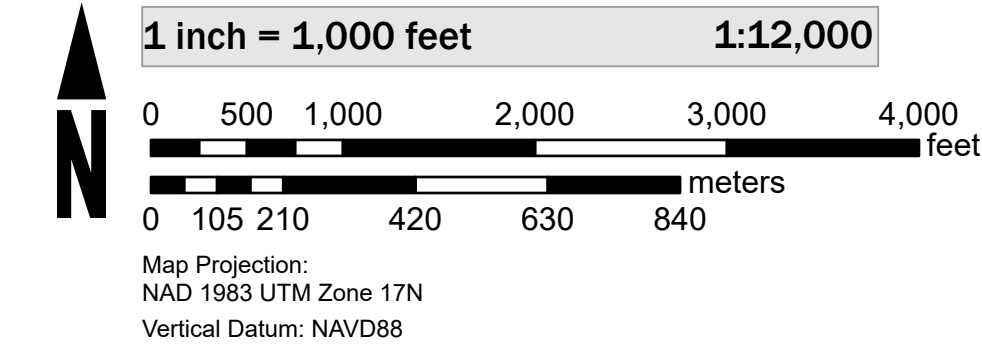 N
1 inch = 1,000 feet 1:12,000
0 500 1,000 2,000 3,000 4,000
feet
meters
0 105 210 420 630 840
Map Projection:
NAD 1983 UTM Zone 17N
Vertical Datum: NAVD88